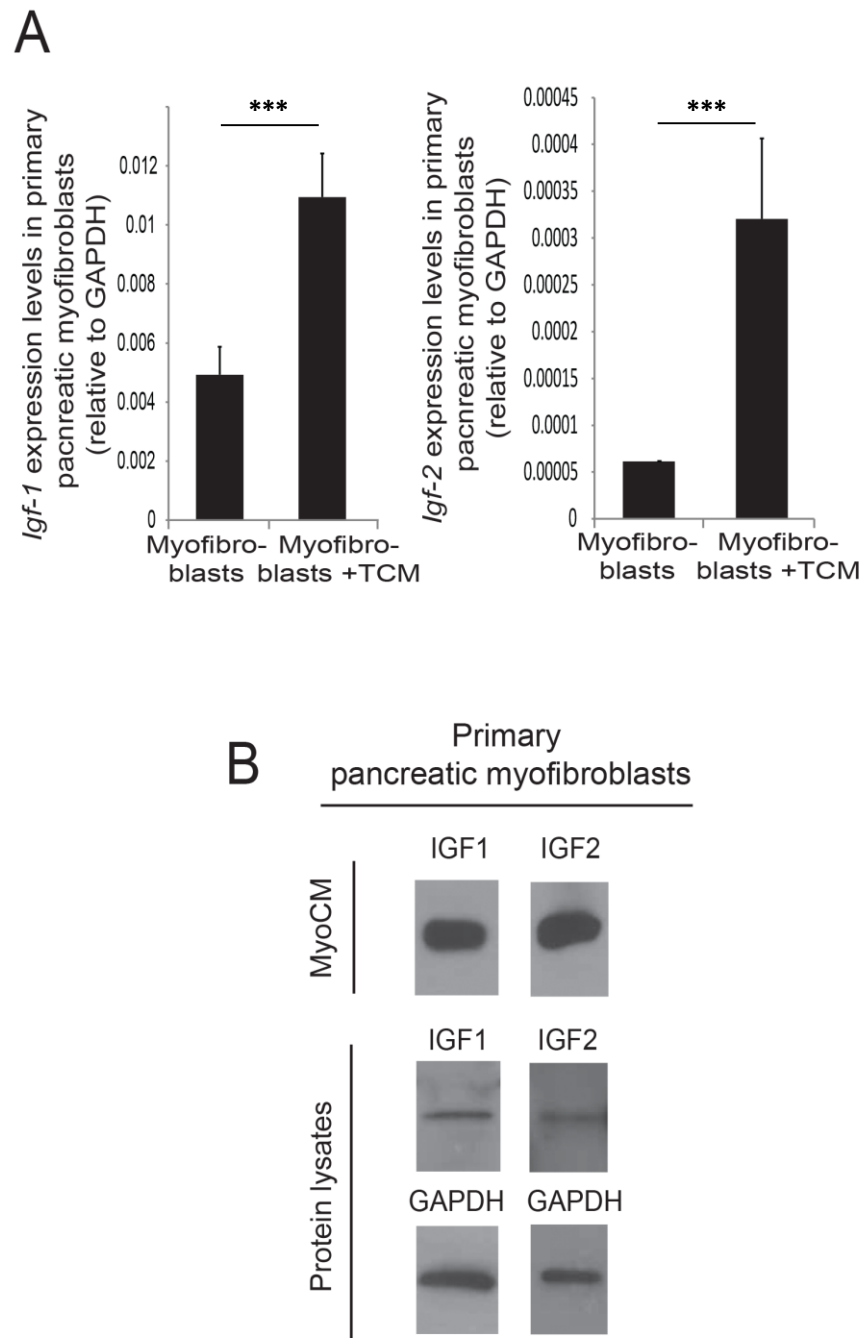 A
Igf-1 expression levels in primary
pacnreatic myofibroblasts
(relative to GAPDH)
***
0.012
0.01
0.008
0.006
0.004
0.002
0
Myofibro-
blasts
Myofibro-
blasts +TCM
Igf-2 expression levels in primary
pacnreatic myofibroblasts
(relative to GAPDH)
***
0.00045
0.0004
0.00035
0.0003
0.00025
0.0002
0.00015
0.0001
0.00005
0
Myofibro-
blasts
Myofibro-
blasts +TCM
B
Primary
pancreatic myofibroblasts
MyoCM
IGF1 IGF2
Protein lysates
IGF1 IGF2
GAPDH GAPDH